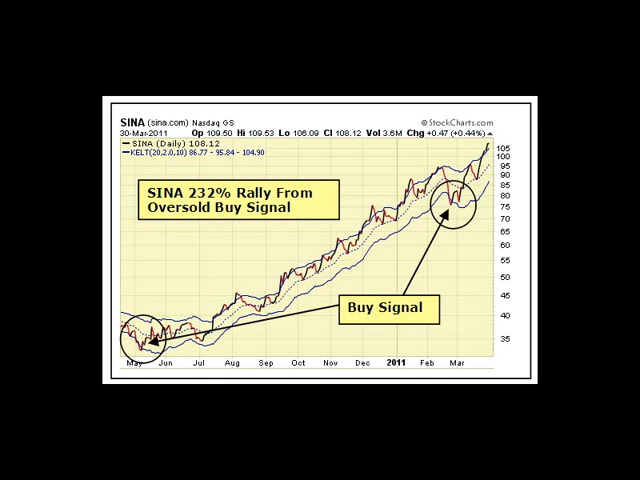 SINA (sina.com) Nasdaq GS
© StockCharts.com
30-Mar-2011 Op 109.50 Hi 109.53 Lo 106.09 Cl 108.12 Vol 3.6M Chg +0.47 (+0.44%)
SINA (Daily) 108.12
KELT(20,2.0,10) 86.77 - 95.84 - 104.90
SINA 232% Rally From
Oversold Buy Signal
Buy Signal
105
100
95
90
85
80
75
70
65
60
55
50
45
40
35
May Jun Jul Aug Sep Oct Nov Dec 2011 Feb Mar